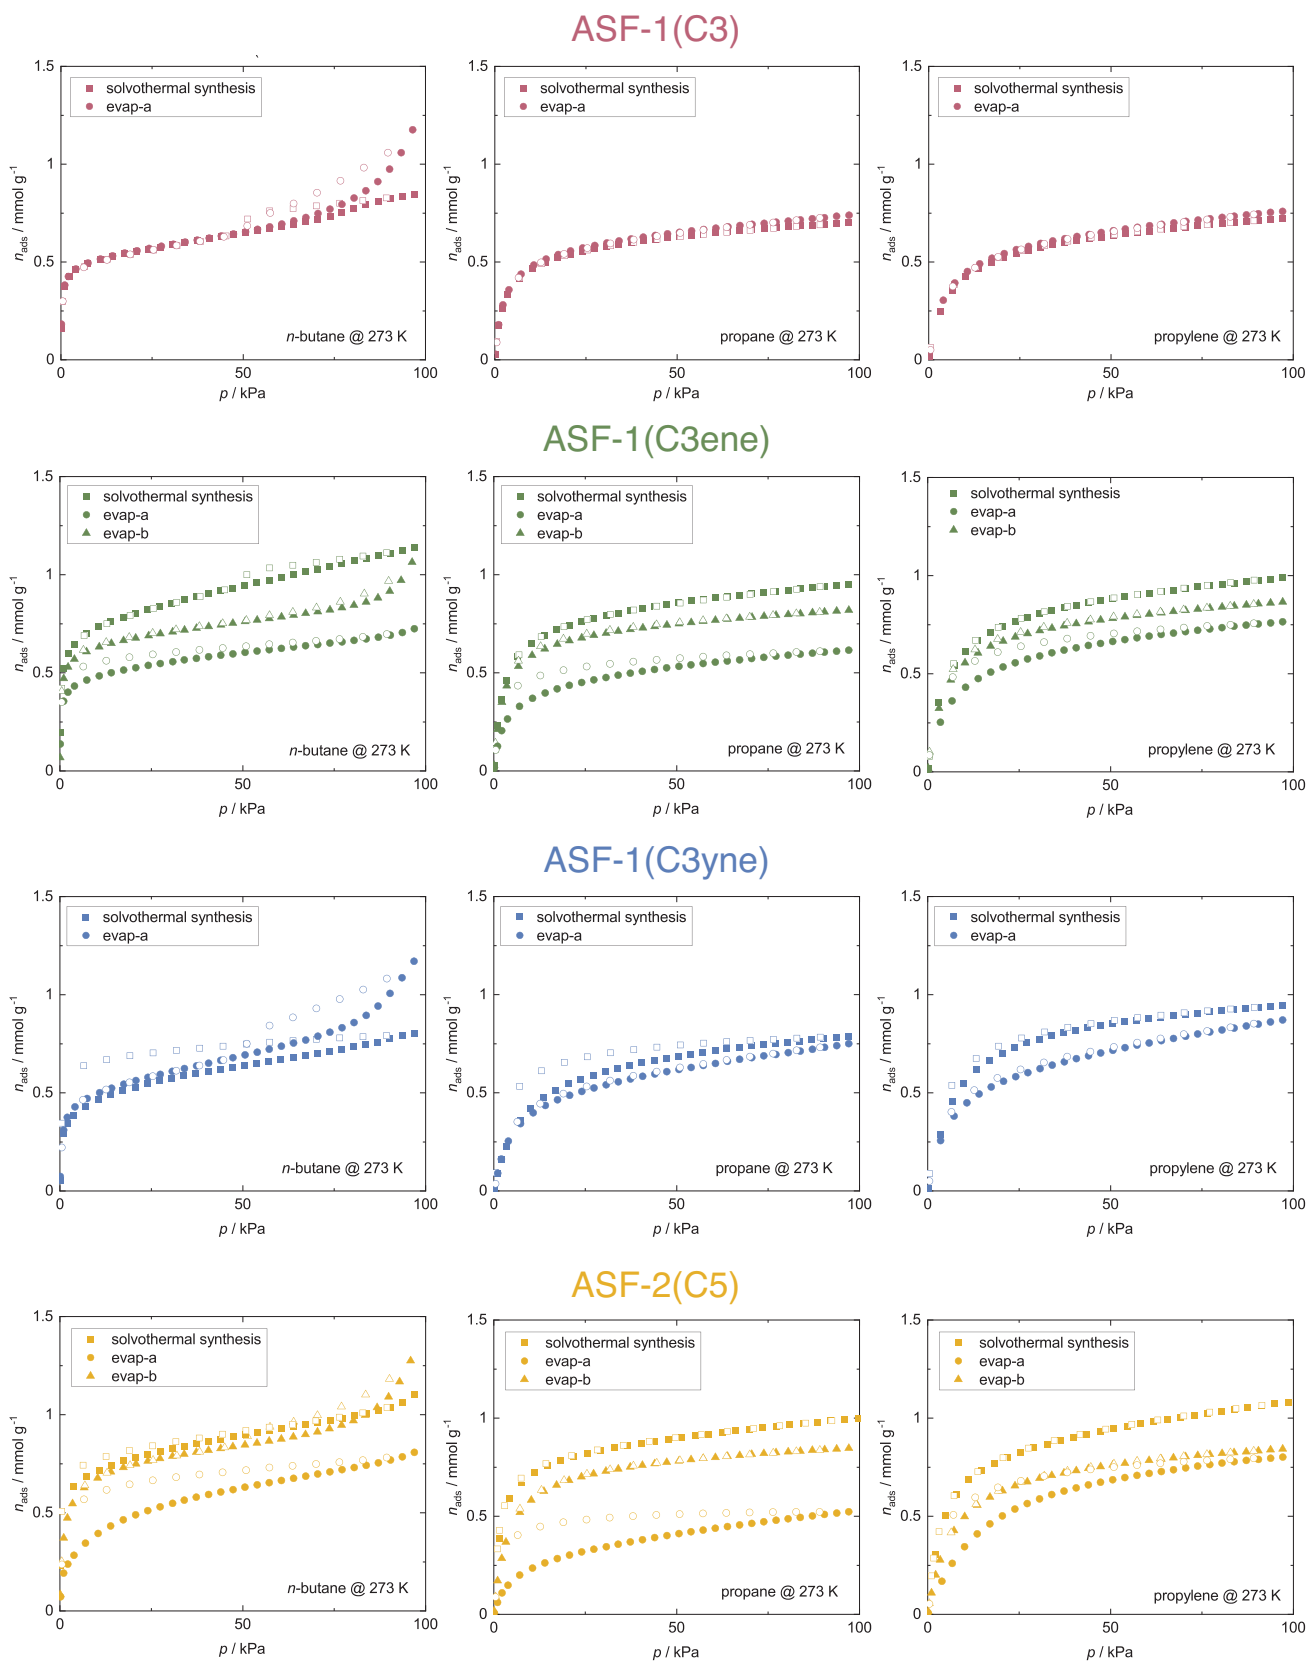 ASF-1(C3)
1.5
1
0.5
0
0
50
100
n_ads / mmol g⁻¹
p / kPa
solvothermal synthesis
evap-a
n-butane @ 273 K
1.5
1
0.5
0
0
50
100
n_ads / mmol g⁻¹
p / kPa
solvothermal synthesis
evap-a
propane @ 273 K
1.5
1
0.5
0
0
50
100
n_ads / mmol g⁻¹
p / kPa
solvothermal synthesis
evap-a
propylene @ 273 K
ASF-1(C3ene)
1.5
1
0.5
0
0
50
100
n_ads / mmol g⁻¹
p / kPa
solvothermal synthesis
evap-a
evap-b
n-butane @ 273 K
1.5
1
0.5
0
0
50
100
n_ads / mmol g⁻¹
p / kPa
solvothermal synthesis
evap-a
evap-b
propane @ 273 K
1.5
1
0.5
0
0
50
100
n_ads / mmol g⁻¹
p / kPa
solvothermal synthesis
evap-a
evap-b
propylene @ 273 K
ASF-1(C3yne)
1.5
1
0.5
0
0
50
100
n_ads / mmol g⁻¹
p / kPa
solvothermal synthesis
evap-a
n-butane @ 273 K
1.5
1
0.5
0
0
50
100
n_ads / mmol g⁻¹
p / kPa
solvothermal synthesis
evap-a
propane @ 273 K
1.5
1
0.5
0
0
50
100
n_ads / mmol g⁻¹
p / kPa
solvothermal synthesis
evap-a
propylene @ 273 K
ASF-2(C5)
1.5
1
0.5
0
0
50
100
n_ads / mmol g⁻¹
p / kPa
solvothermal synthesis
evap-a
evap-b
n-butane @ 273 K
1.5
1
0.5
0
0
50
100
n_ads / mmol g⁻¹
p / kPa
solvothermal synthesis
evap-a
evap-b
propane @ 273 K
1.5
1
0.5
0
0
50
100
n_ads / mmol g⁻¹
p / kPa
solvothermal synthesis
evap-a
evap-b
propylene @ 273 K